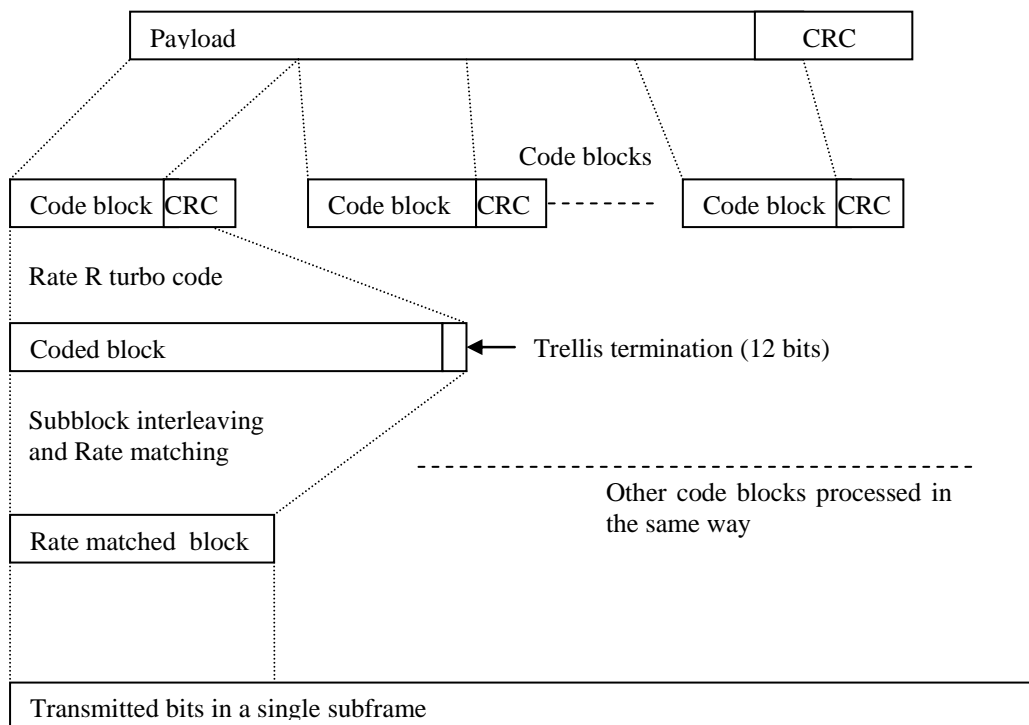 Payload CRC
Code blocks
Code block CRC Code block CRC Code block CRC
Rate R turbo code
Coded block Trellis termination (12 bits)
Subblock interleaving
and Rate matching
Other code blocks processed in
the same way
Rate matched block
Transmitted bits in a single subframe